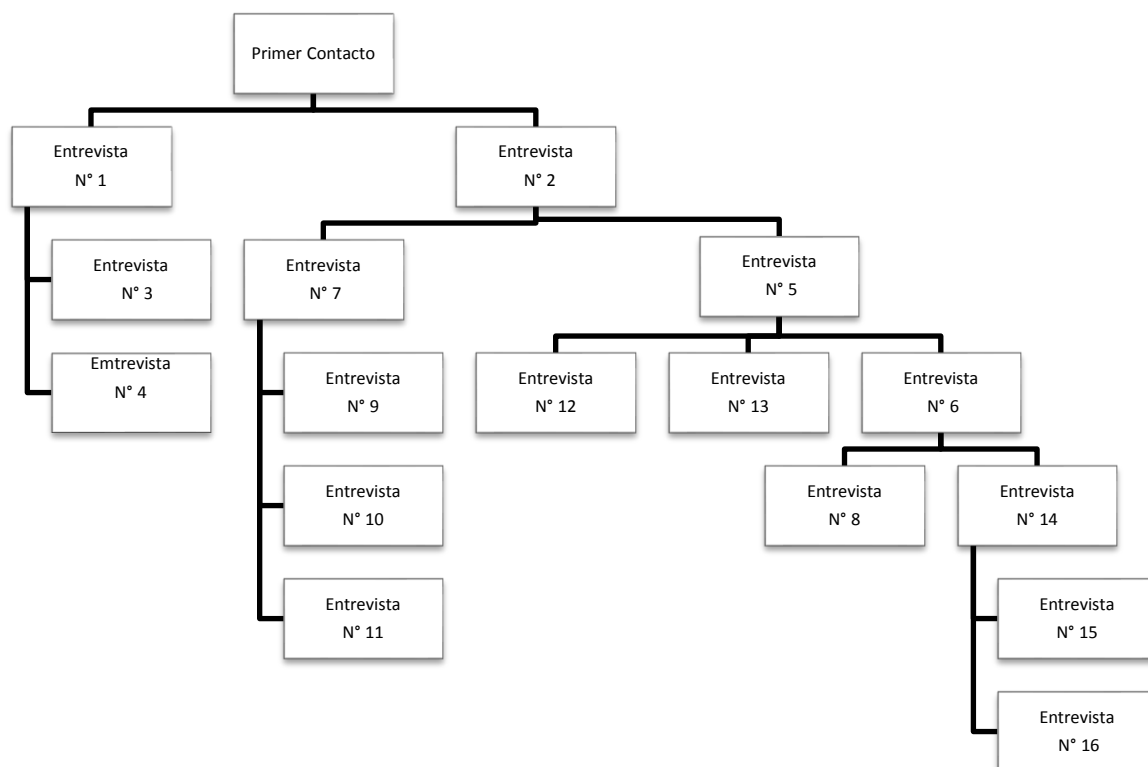 Primer Contacto
Entrevista
N° 1
Entrevista
N° 2
Entrevista
N° 3
Emtrevista
N° 4
Entrevista
N° 7
Entrevista
N° 9
Entrevista
N° 10
Entrevista
N° 11
Entrevista
N° 5
Entrevista
N° 12
Entrevista
N° 13
Entrevista
N° 6
Entrevista
N° 8
Entrevista
N° 14
Entrevista
N° 15
Entrevista
N° 16